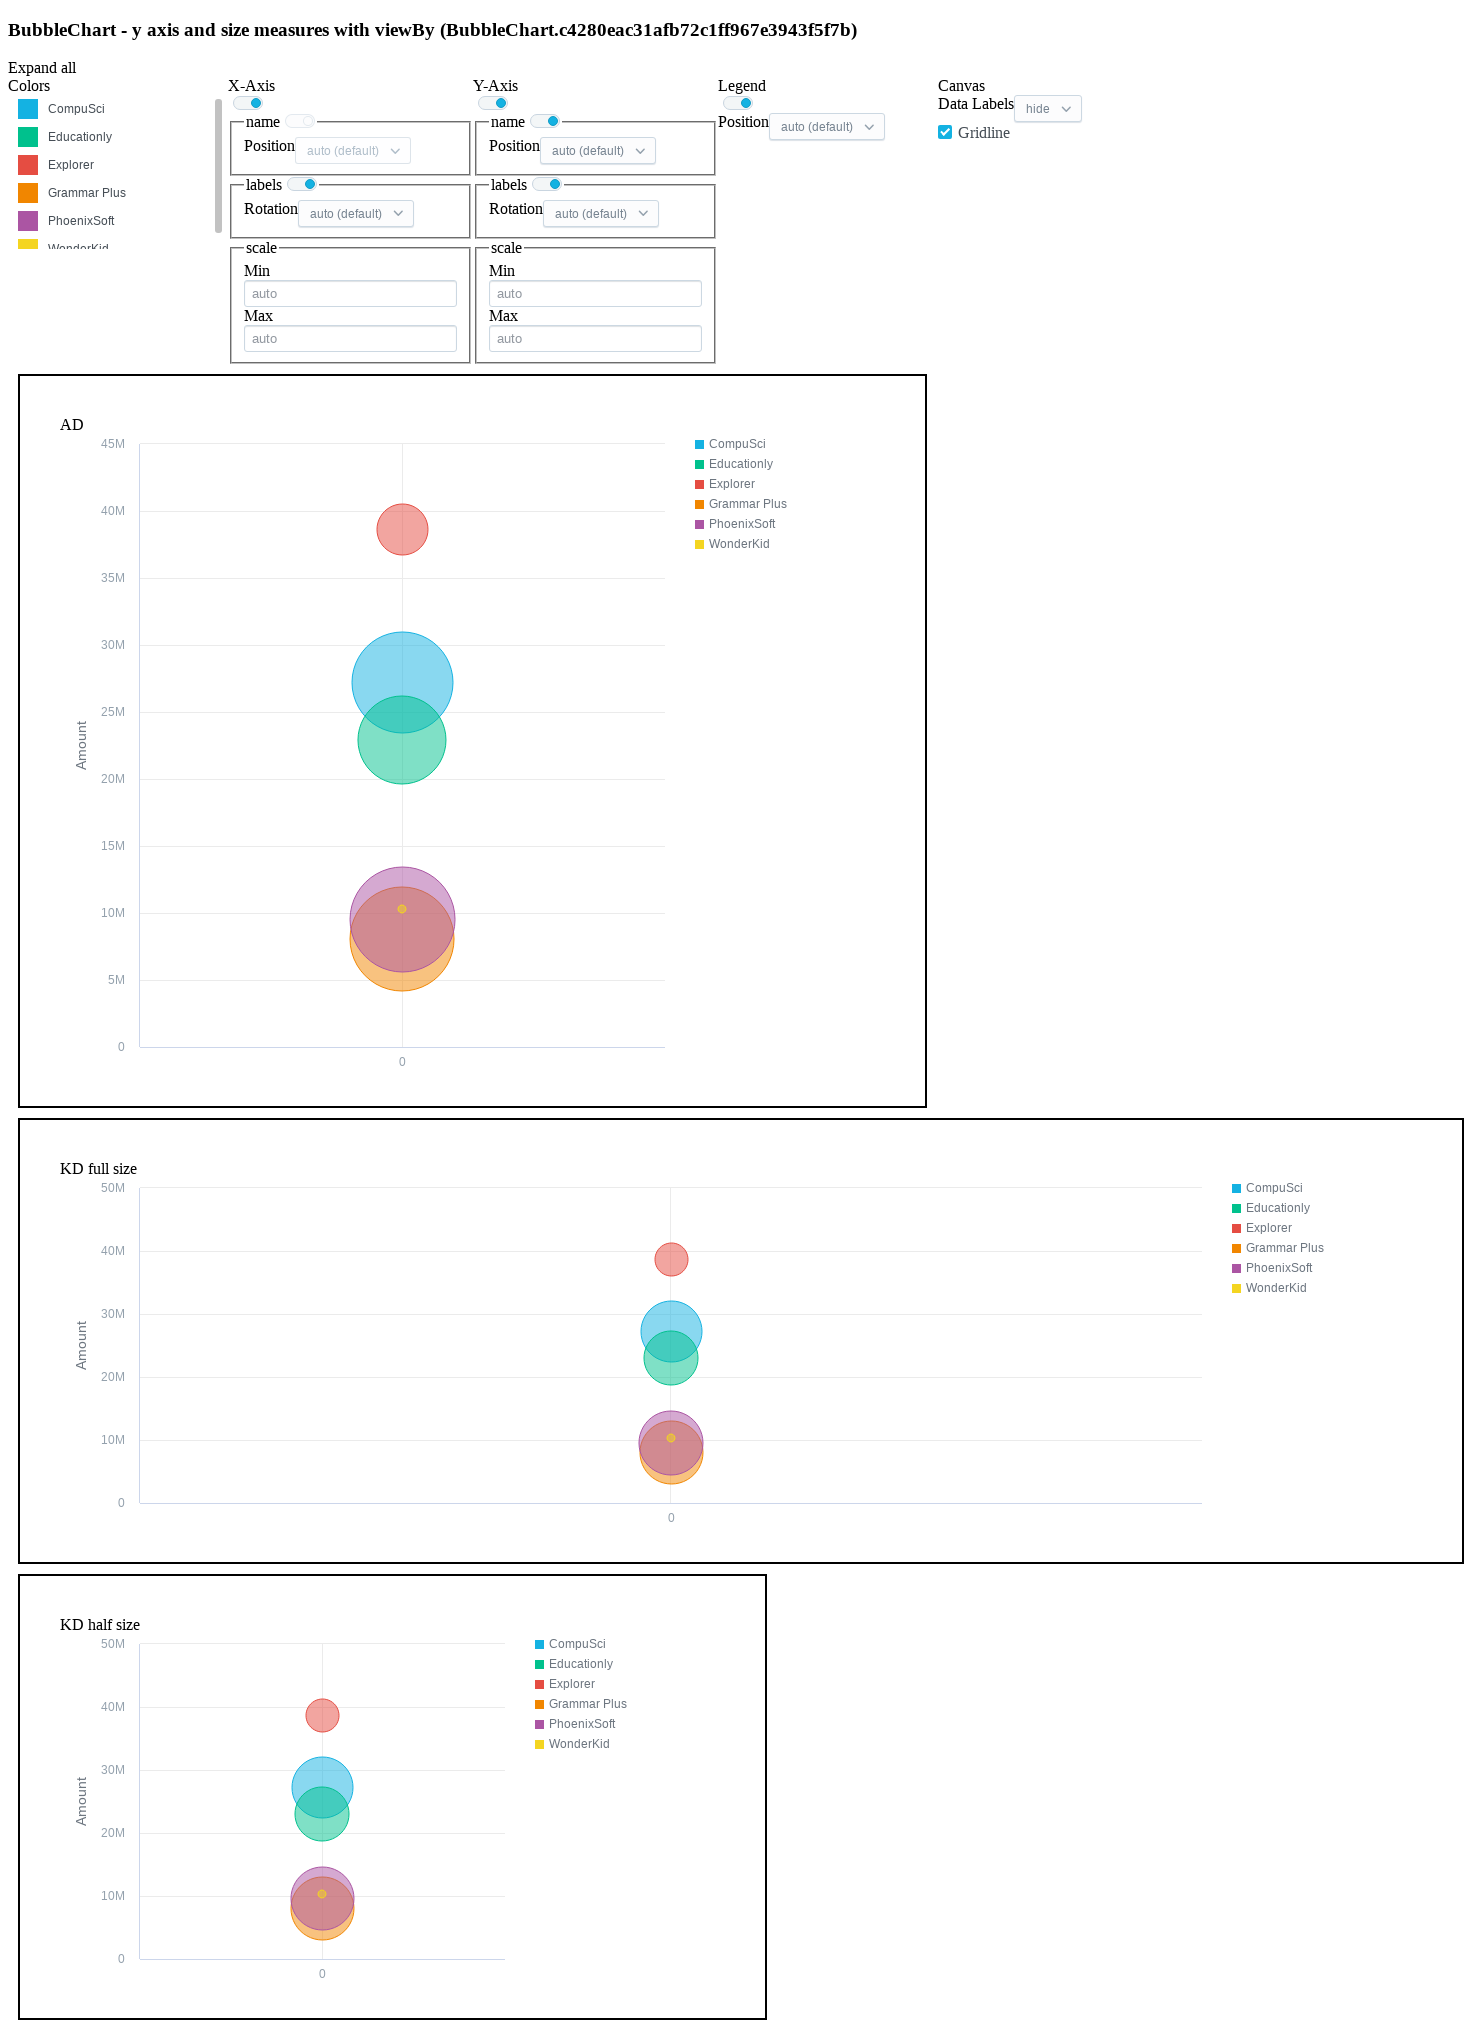 BubbleChart - y axis and size measures with viewBy (BubbleChart.c4280eac31afb72c1ff967e3943f5f7b)
Expand all
Colors
CompuSci
Educationly
Explorer
Grammar Plus
PhoenixSoft
WonderKid
X-Axis
name
Position auto (default)
labels
Rotation auto (default)
scale
Min
auto
Max
auto
Y-Axis
name
Position auto (default)
labels
Rotation auto (default)
scale
Min
auto
Max
auto
Legend
Position auto (default)
Canvas
Data Labels hide
Gridline
AD
45M
40M
35M
30M
25M
20M
15M
10M
5M
0
Amount
0
CompuSci
Educationly
Explorer
Grammar Plus
PhoenixSoft
WonderKid
KD full size
50M
40M
30M
20M
10M
0
Amount
0
CompuSci
Educationly
Explorer
Grammar Plus
PhoenixSoft
WonderKid
KD half size
50M
40M
30M
20M
10M
0
Amount
0
CompuSci
Educationly
Explorer
Grammar Plus
PhoenixSoft
WonderKid